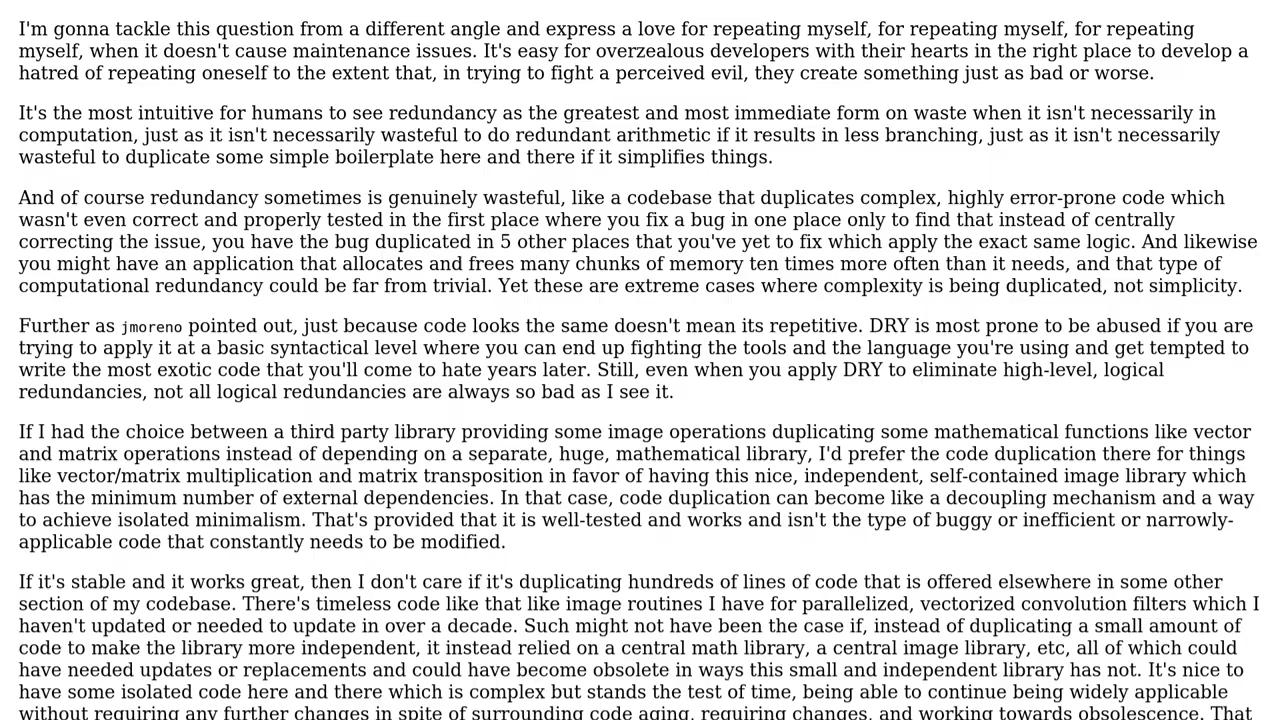 I'm gonna tackle this question from a different angle and express a love for repeating myself, for repeating myself, for repeating
myself, when it doesn't cause maintenance issues. It's easy for overzealous developers with their hearts in the right place to develop a
hatred of repeating oneself to the extent that, in trying to fight a perceived evil, they create something just as bad or worse.
It's the most intuitive for humans to see redundancy as the greatest and most immediate form on waste when it isn't necessarily in
computation, just as it isn't necessarily wasteful to do redundant arithmetic if it results in less branching, just as it isn't necessarily
wasteful to duplicate some simple boilerplate here and there if it simplifies things.
And of course redundancy sometimes is genuinely wasteful, like a codebase that duplicates complex, highly error-prone code which
wasn't even correct and properly tested in the first place where you fix a bug in one place only to find that instead of centrally
correcting the issue, you have the bug duplicated in 5 other places that you've yet to fix which apply the exact same logic. And likewise
you might have an application that allocates and frees many chunks of memory ten times more often than it needs, and that type of
computational redundancy could be far from trivial. Yet these are extreme cases where complexity is being duplicated, not simplicity.
Further as jmoreno pointed out, just because code looks the same doesn't mean its repetitive. DRY is most prone to be abused if you are
trying to apply it at a basic syntactical level where you can end up fighting the tools and the language you're using and get tempted to
write the most exotic code that you'll come to hate years later. Still, even when you apply DRY to eliminate high-level, logical
redundancies, not all logical redundancies are always so bad as I see it.
If I had the choice between a third party library providing some image operations duplicating some mathematical functions like vector
and matrix operations instead of depending on a separate, huge, mathematical library, I'd prefer the code duplication there for things
like vector/matrix multiplication and matrix transposition in favor of having this nice, independent, self-contained image library which
has the minimum number of external dependencies. In that case, code duplication can become like a decoupling mechanism and a way
to achieve isolated minimalism. That's provided that it is well-tested and works and isn't the type of buggy or inefficient or narrowly-
applicable code that constantly needs to be modified.
If it's stable and it works great, then I don't care if it's duplicating hundreds of lines of code that is offered elsewhere in some other
section of my codebase. There's timeless code like that like image routines I have for parallelized, vectorized convolution filters which I
haven't updated or needed to update in over a decade. Such might not have been the case if, instead of duplicating a small amount of
code to make the library more independent, it instead relied on a central math library, a central image library, etc, all of which could
have needed updates or replacements and could have become obsolete in ways this small and independent library has not. It's nice to
have some isolated code here and there which is complex but stands the test of time, being able to continue being widely applicable
without requiring any further changes in spite of surrounding code aging, requiring changes, and working towards obsolescence. That